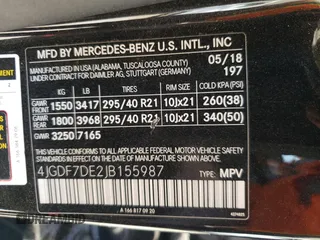 MFD BY MERCEDES-BENZ U.S. INTL., INC
MADE IN USA (ALABAMA, TUSCALOOSA COUNTY)
UNDER CONTRACT FOR DAIMLER AG, STUTTGART (GERMANY)
05/18
197
KG LB TIRES RIM SIZE COLD KPA (PSI)
GAWR FRONT 1550 3417 295/40 R21 10Jx21 260(38)
GAWR REAR 1800 3968 295/40 R21 10Jx21 340(50)
GVWR 3250 7165
THIS VEHICLE CONFORMS TO ALL APPLICABLE U.S. FEDERAL MOTOR
VEHICLE SAFETY AND THEFT PREVENTION STANDARDS IN EFFECT
ON THE DATE OF MANUFACTURE SHOWN ABOVE.
4JGDF7DE2JB155987
TYPE: MPV
A 166 817 09 20